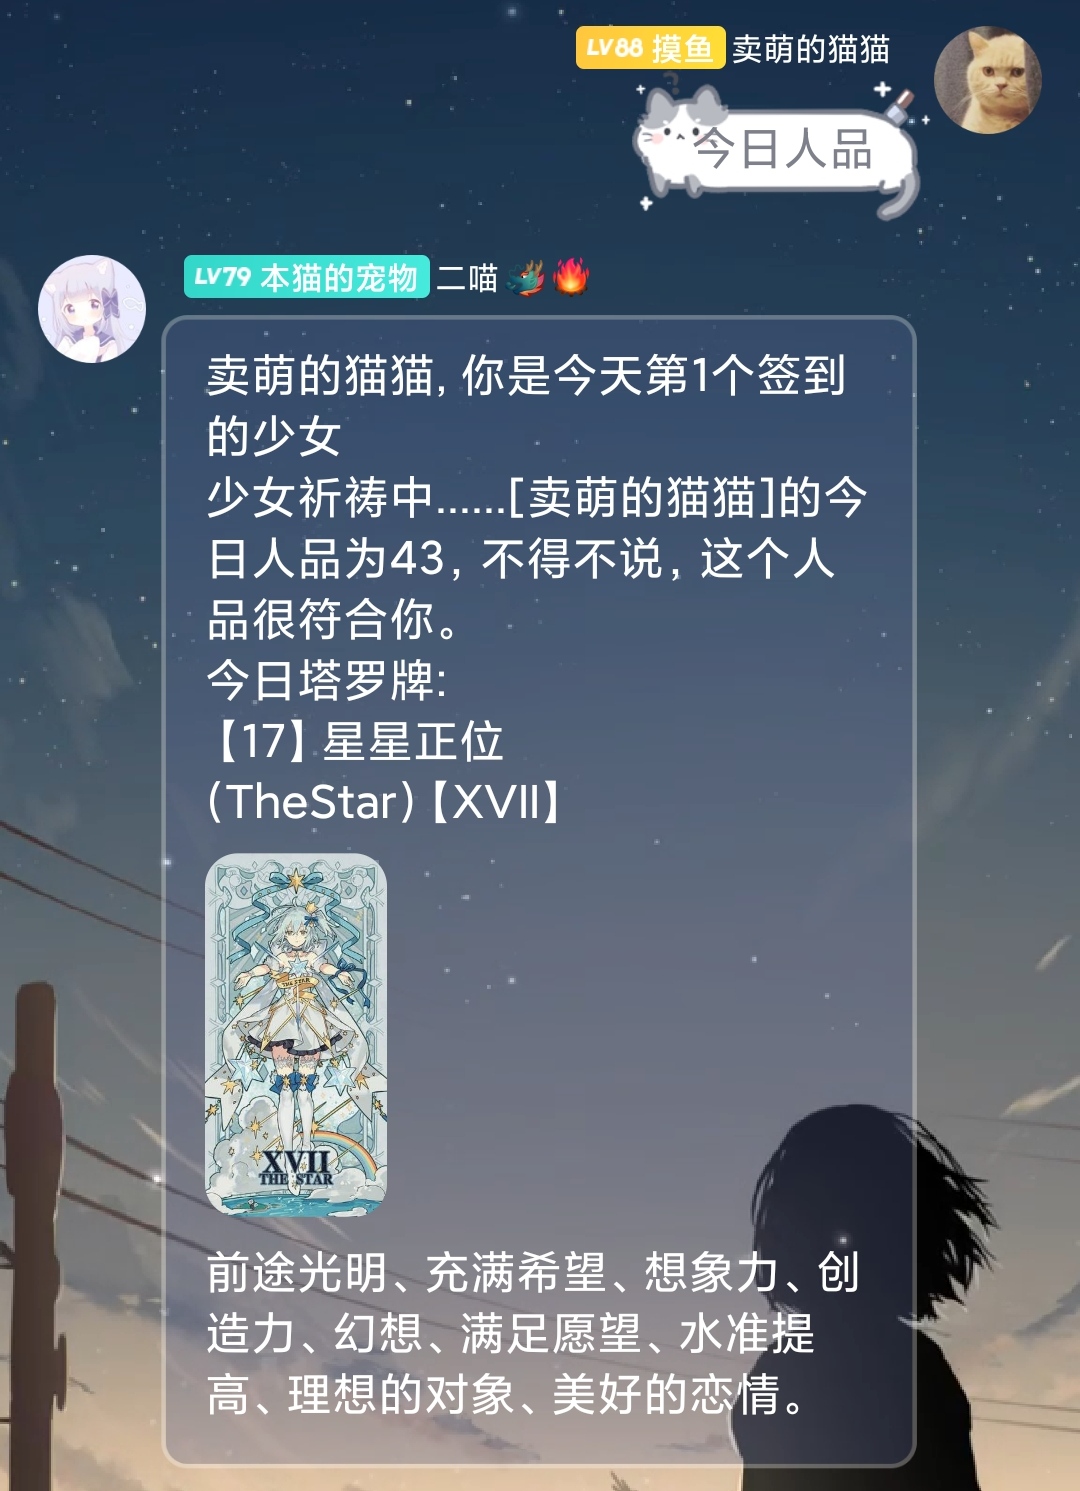 LV88 摸鱼 卖萌的猫猫
今日人品
LV79 本猫的宠物 二喵
卖萌的猫猫, 你是今天第1个签到
的少女
少女祈祷中......[卖萌的猫猫]的今
日人品为43，不得不说，这个人
品很符合你。
今日塔罗牌:
【17】星星正位
(TheStar)【XVII】
THE STAR
XVII
THE STAR
前途光明、充满希望、想象力、创
造力、幻想、满足愿望、水准提
高、理想的对象、美好的恋情。